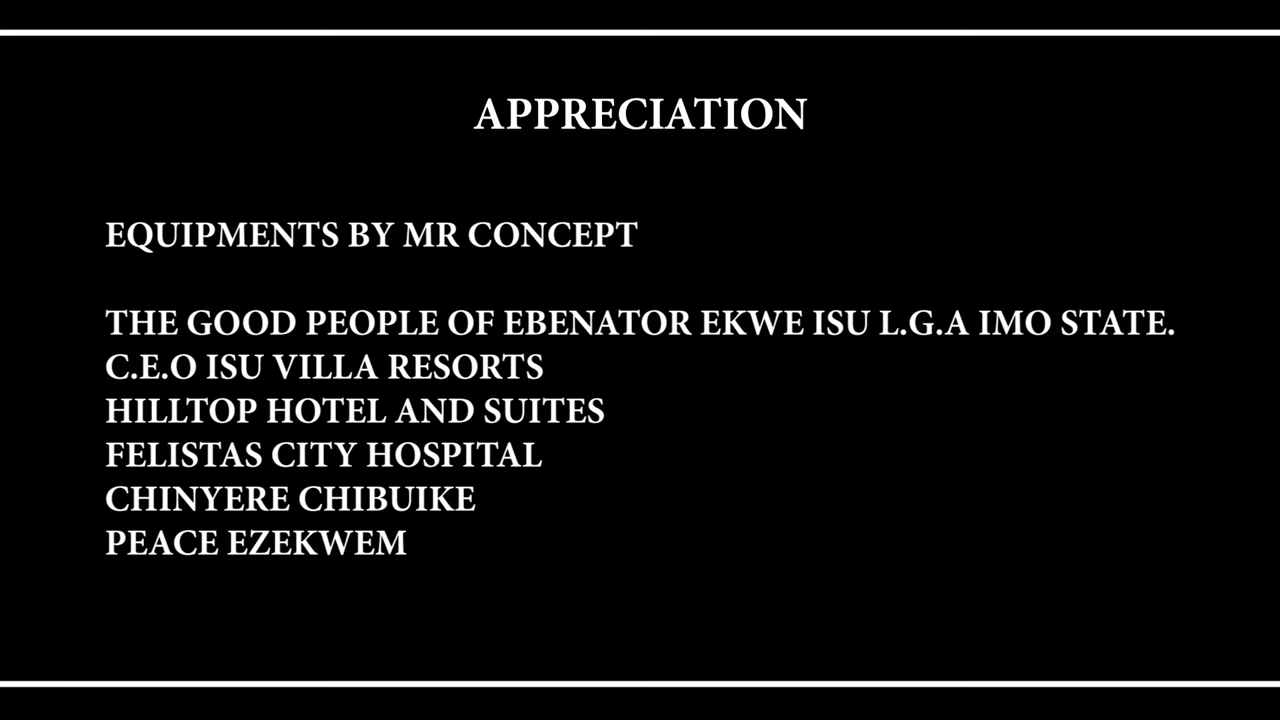 APPRECIATION
EQUIPMENTS BY MR CONCEPT
THE GOOD PEOPLE OF EBENATOR EKWE ISU L.G.A IMO STATE.
C.E.O ISU VILLA RESORTS
HILLTOP HOTEL AND SUITES
FELISTAS CITY HOSPITAL
CHINYERE CHIBUIKE
PEACE EZEKWEM